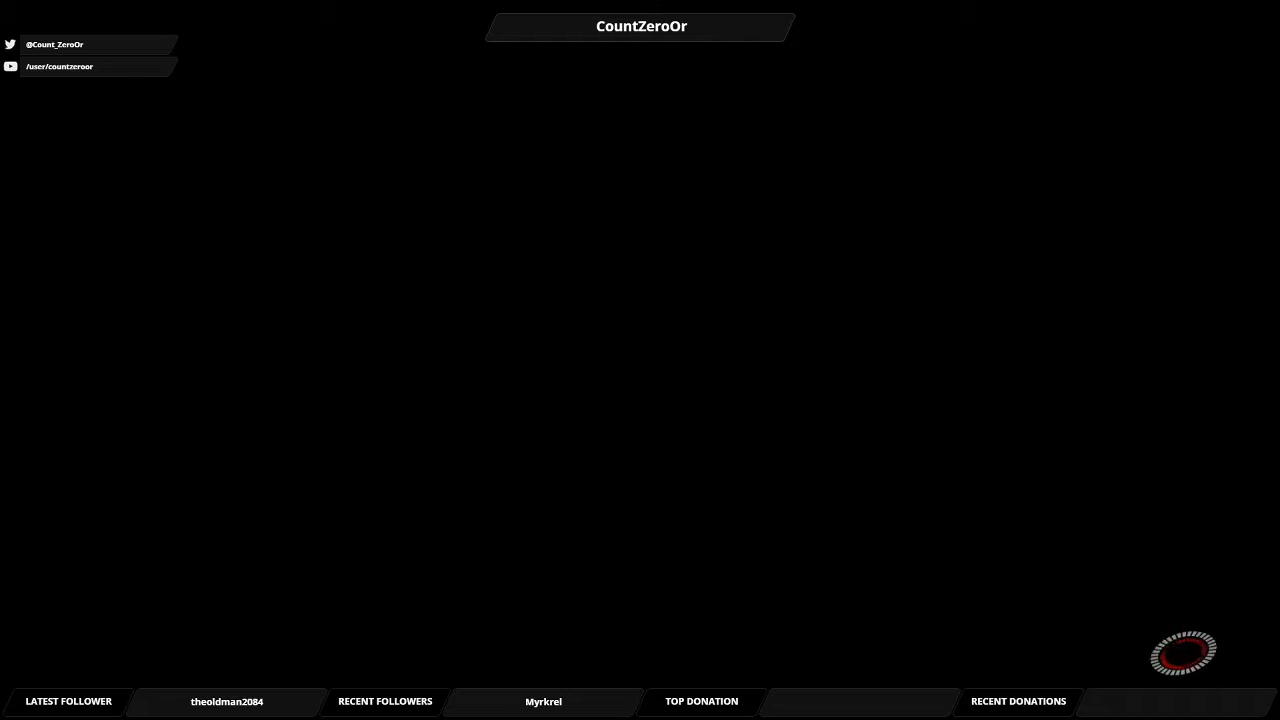 CountZeroOr
@Count_ZeroOr
/user/countzeroor
LATEST FOLLOWER theoldman2084 RECENT FOLLOWERS Myrkrel TOP DONATION RECENT DONATIONS